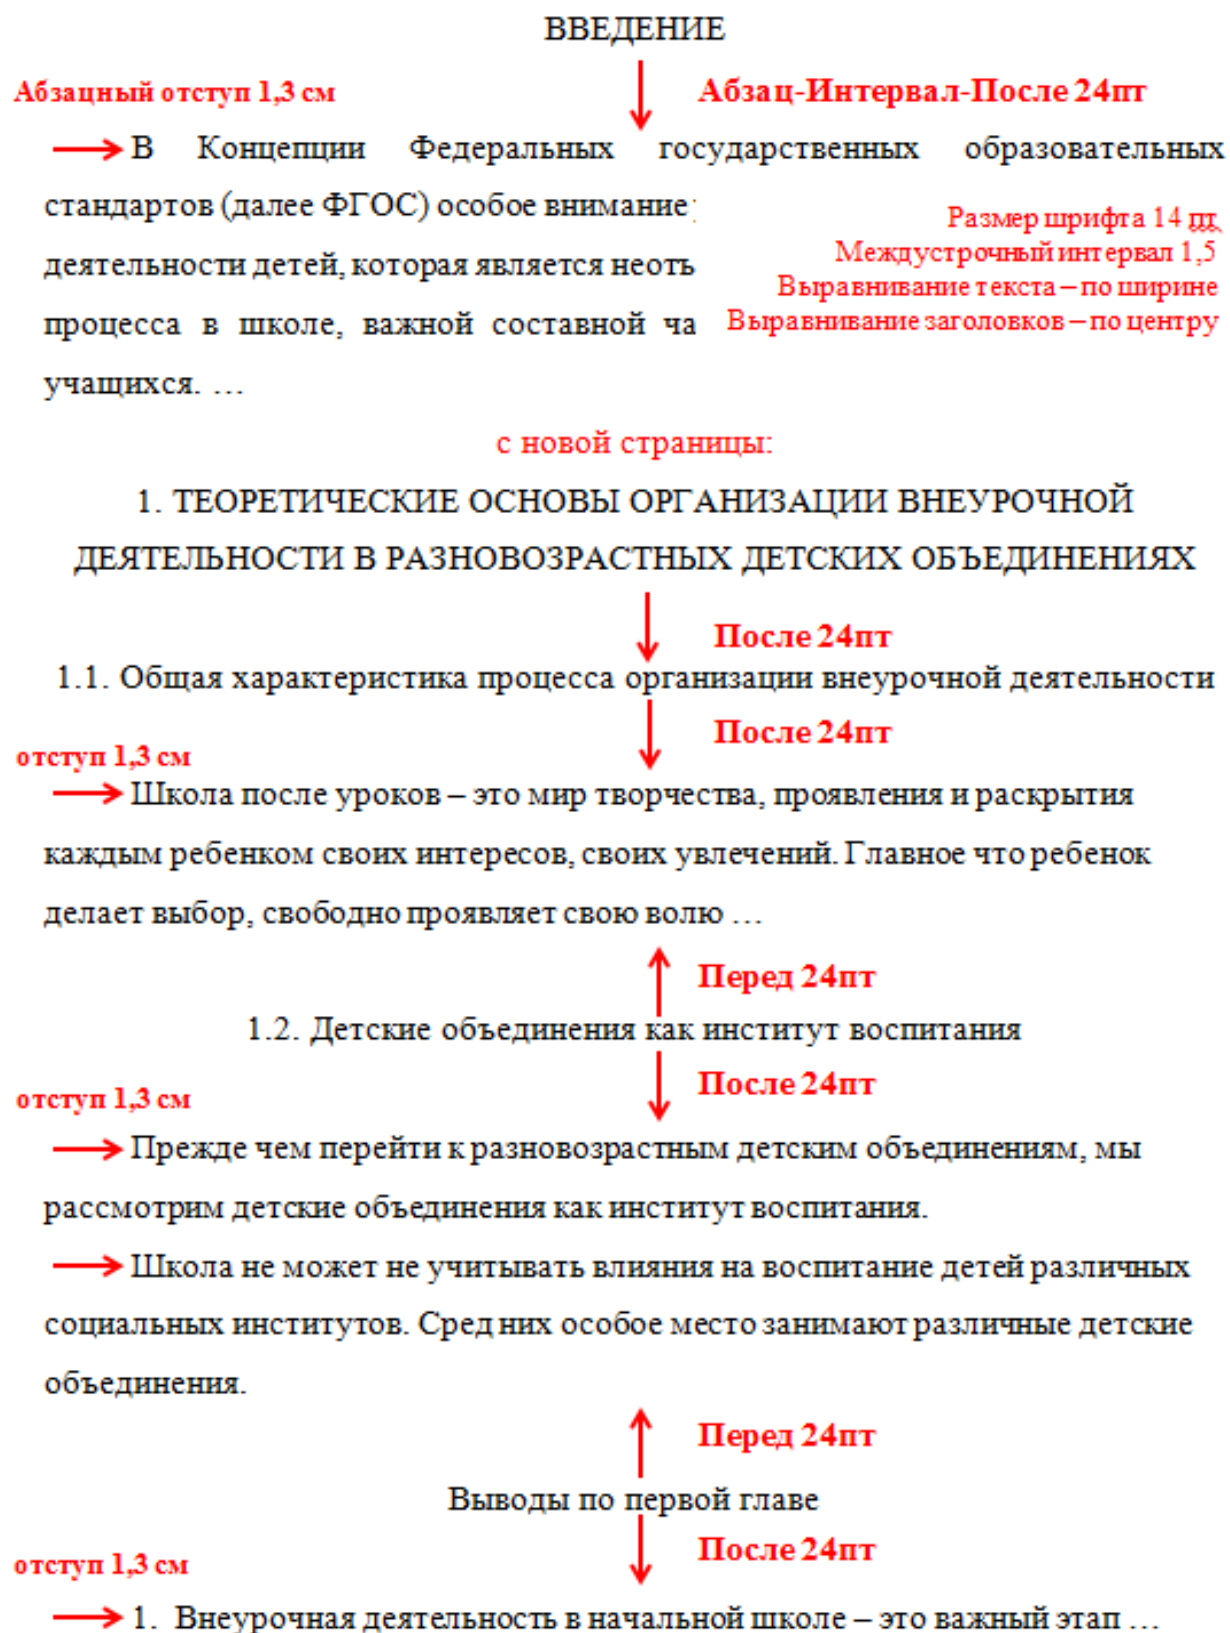 ВВЕДЕНИЕ
Абзацный отступ 1,3 см
Абзац-Интервал-После 24пт
В Концепции Федеральных государственных образовательных
стандартов (далее ФГОС) особое внимание
Размер шрифта 14 пт
Междустрочный интервал 1,5
деятельности детей, которая является неотъ
Выравнивание текста – по ширине
процесса в школе, важной составной ча
Выравнивание заголовков – по центру
учащихся. …
с новой страницы:
1. ТЕОРЕТИЧЕСКИЕ ОСНОВЫ ОРГАНИЗАЦИИ ВНЕУРОЧНОЙ
ДЕЯТЕЛЬНОСТИ В РАЗНОВОЗРАСТНЫХ ДЕТСКИХ ОБЪЕДИНЕНИЯХ
После 24пт
1.1. Общая характеристика процесса организации внеурочной деятельности
После 24пт
отступ 1,3 см
Школа после уроков – это мир творчества, проявления и раскрытия
каждым ребенком своих интересов, своих увлечений. Главное что ребенок
делает выбор, свободно проявляет свою волю …
Перед 24пт
1.2. Детские объединения как институт воспитания
После 24пт
отступ 1,3 см
Прежде чем перейти к разновозрастным детским объединениям, мы
рассмотрим детские объединения как институт воспитания.
Школа не может не учитывать влияния на воспитание детей различных
социальных институтов. Сред них особое место занимают различные детские
объединения.
Перед 24пт
Выводы по первой главе
После 24пт
отступ 1,3 см
1. Внеурочная деятельность в начальной школе – это важный этап …